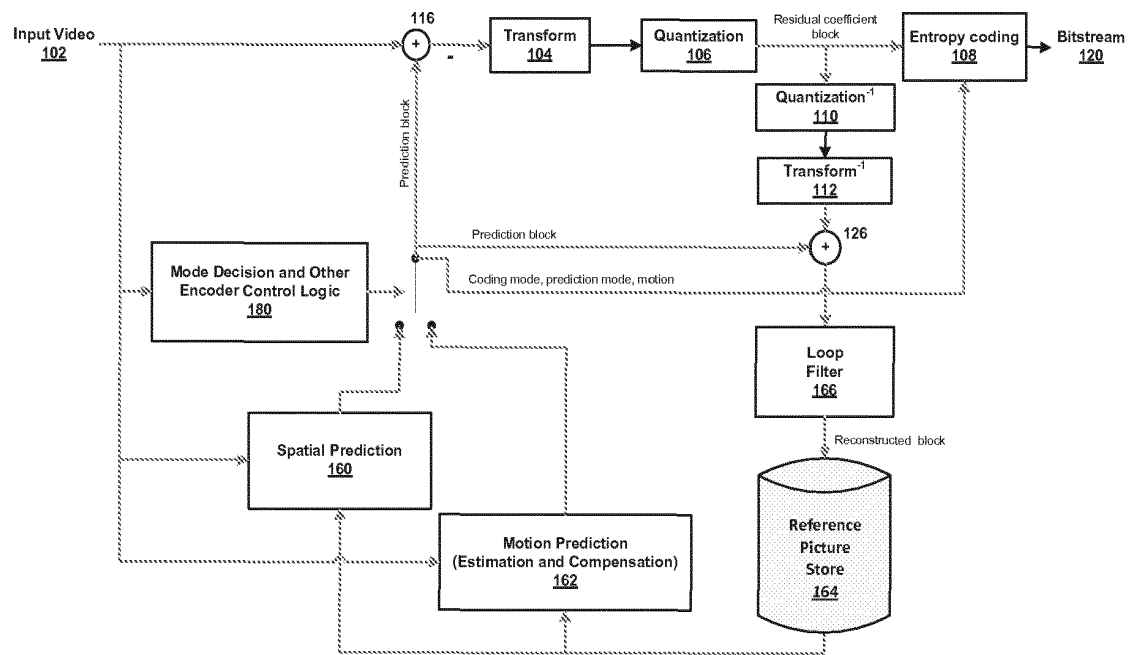 Input Video
102
116
+
-
Transform
104
Quantization
106
Residual coefficient
block
Entropy coding
108
Bitstream
120
Quantization-1
110
Transform-1
112
Prediction block
Prediction block
+
126
Coding mode, prediction mode, motion
Mode Decision and Other
Encoder Control Logic
180
Loop
Filter
166
Reconstructed block
Spatial Prediction
160
Motion Prediction
(Estimation and Compensation)
162
Reference
Picture
Store
164